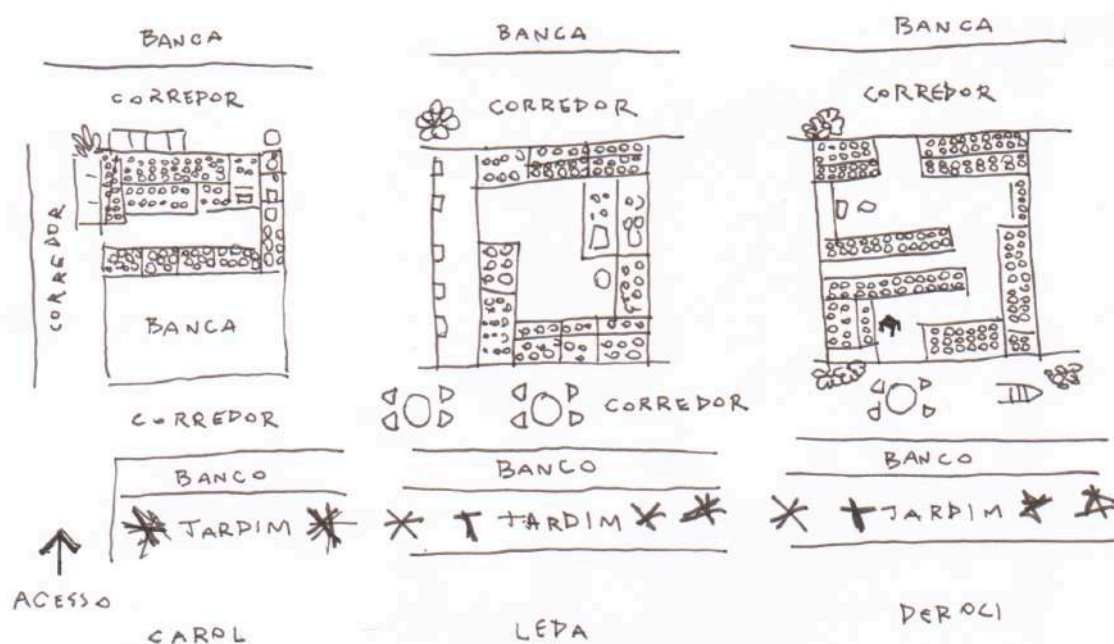 BANCA
CORREDOR
CORREDOR
BANCA
CORREDOR
BANCO
JARDIM
ACESSO
CAROL
BANCA
CORREDOR
CORREDOR
BANCO
JARDIM
LEDA
BANCA
CORREDOR
BANCO
JARDIM
DEROCI